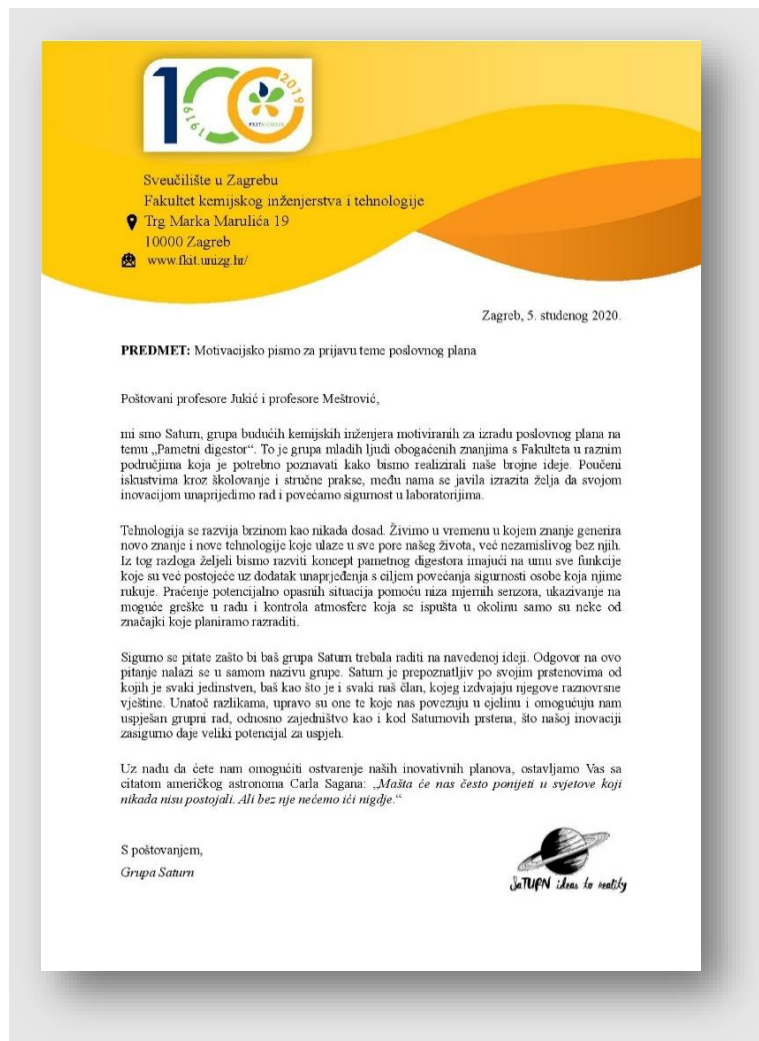 100
1919
2019
FKITMCMXIX
Sveučilište u Zagrebu
Fakultet kemijskog inženjerstva i tehnologije
Trg Marka Marulića 19
10000 Zagreb
www.fkit.unizg.hr/
Zagreb, 5. studenog 2020.
PREDMET: Motivacijsko pismo za prijavu teme poslovnog plana
Poštovani profesore Jukić i profesore Meštrović,
mi smo Saturn, grupa budućih kemijskih inženjera motiviranih za izradu poslovnog plana na
temu „Pametni digestor“. To je grupa mladih ljudi obogaćenih znanjima s Fakulteta u raznim
područjima koja je potrebno poznavati kako bismo realizirali naše brojne ideje. Poučeni
iskustvima kroz školovanje i stručne prakse, među nama se javila izrazita želja da svojom
inovacijom unaprijedimo rad i povećamo sigurnost u laboratorijima.
Tehnologija se razvija brzinom kao nikada dosad. Živimo u vremenu u kojem znanje generira
novo znanje i nove tehnologije koje ulaze u sve pore našeg života, već nezamislivog bez njih.
Iz tog razloga željeli bismo razviti koncept pametnog digestora imajući na umu sve funkcije
koje su već postojeće uz dodatak unaprjeđenja s ciljem povećanja sigurnosti osobe koja njime
rukuje. Praćenje potencijalno opasnih situacija pomoću niza mjernih senzora, ukazivanje na
moguće greške u radu i kontrola atmosfere koja se ispušta u okolinu samo su neke od
značajki koje planiramo razraditi.
Sigurno se pitate zašto bi baš grupa Saturn trebala raditi na navedenoj ideji. Odgovor na ovo
pitanje nalazi se u samom nazivu grupe. Saturn je prepoznatljiv po svojim prstenovima od
kojih je svaki jedinstven, baš kao što je i svaki naš član, kojeg izdvajaju njegove raznovrsne
vještine. Unatoč razlikama, upravo su one te koje nas povezuju u cjelinu i omogućuju nam
uspješan grupni rad, odnosno zajedništvo kao i kod Saturnovih prstena, što našoj inovaciji
zasigurno daje veliki potencijal za uspjeh.
Uz nadu da ćete nam omogućiti ostvarenje naših inovativnih planova, ostavljamo Vas sa
citatom američkog astronoma Carla Sagana: „Mašta će nas često ponijeti u svjetove koji
nikada nisu postojali. Ali bez nje nećemo ići nigdje.“
S poštovanjem,
Grupa Saturn
SaTURN ideas to reality